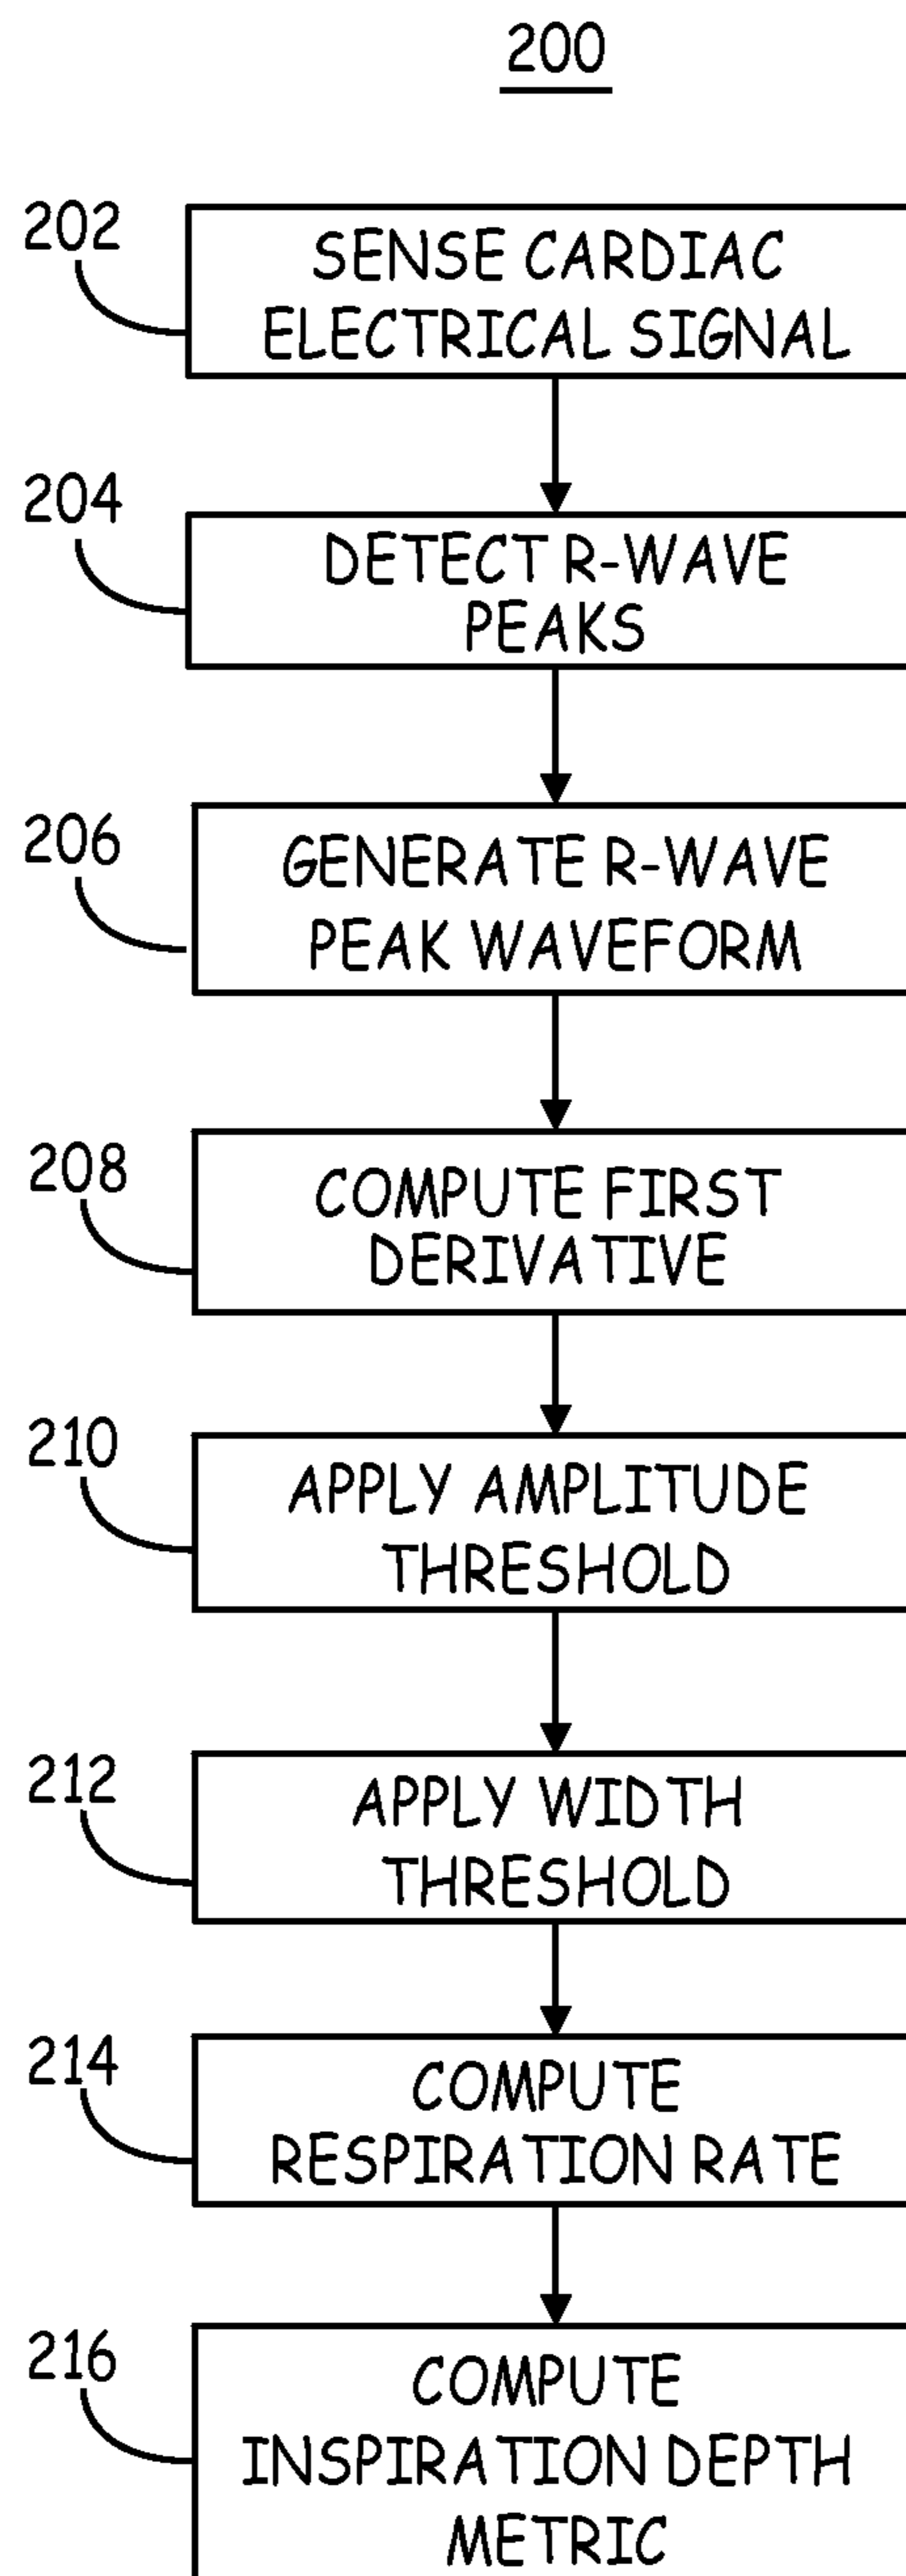 200
202
SENSE CARDIAC
ELECTRICAL SIGNAL
204
DETECT R-WAVE
PEAKS
206
GENERATE R-WAVE
PEAK WAVEFORM
208
COMPUTE FIRST
DERIVATIVE
210
APPLY AMPLITUDE
THRESHOLD
212
APPLY WIDTH
THRESHOLD
214
COMPUTE
RESPIRATION RATE
216
COMPUTE
INSPIRATION DEPTH
METRIC